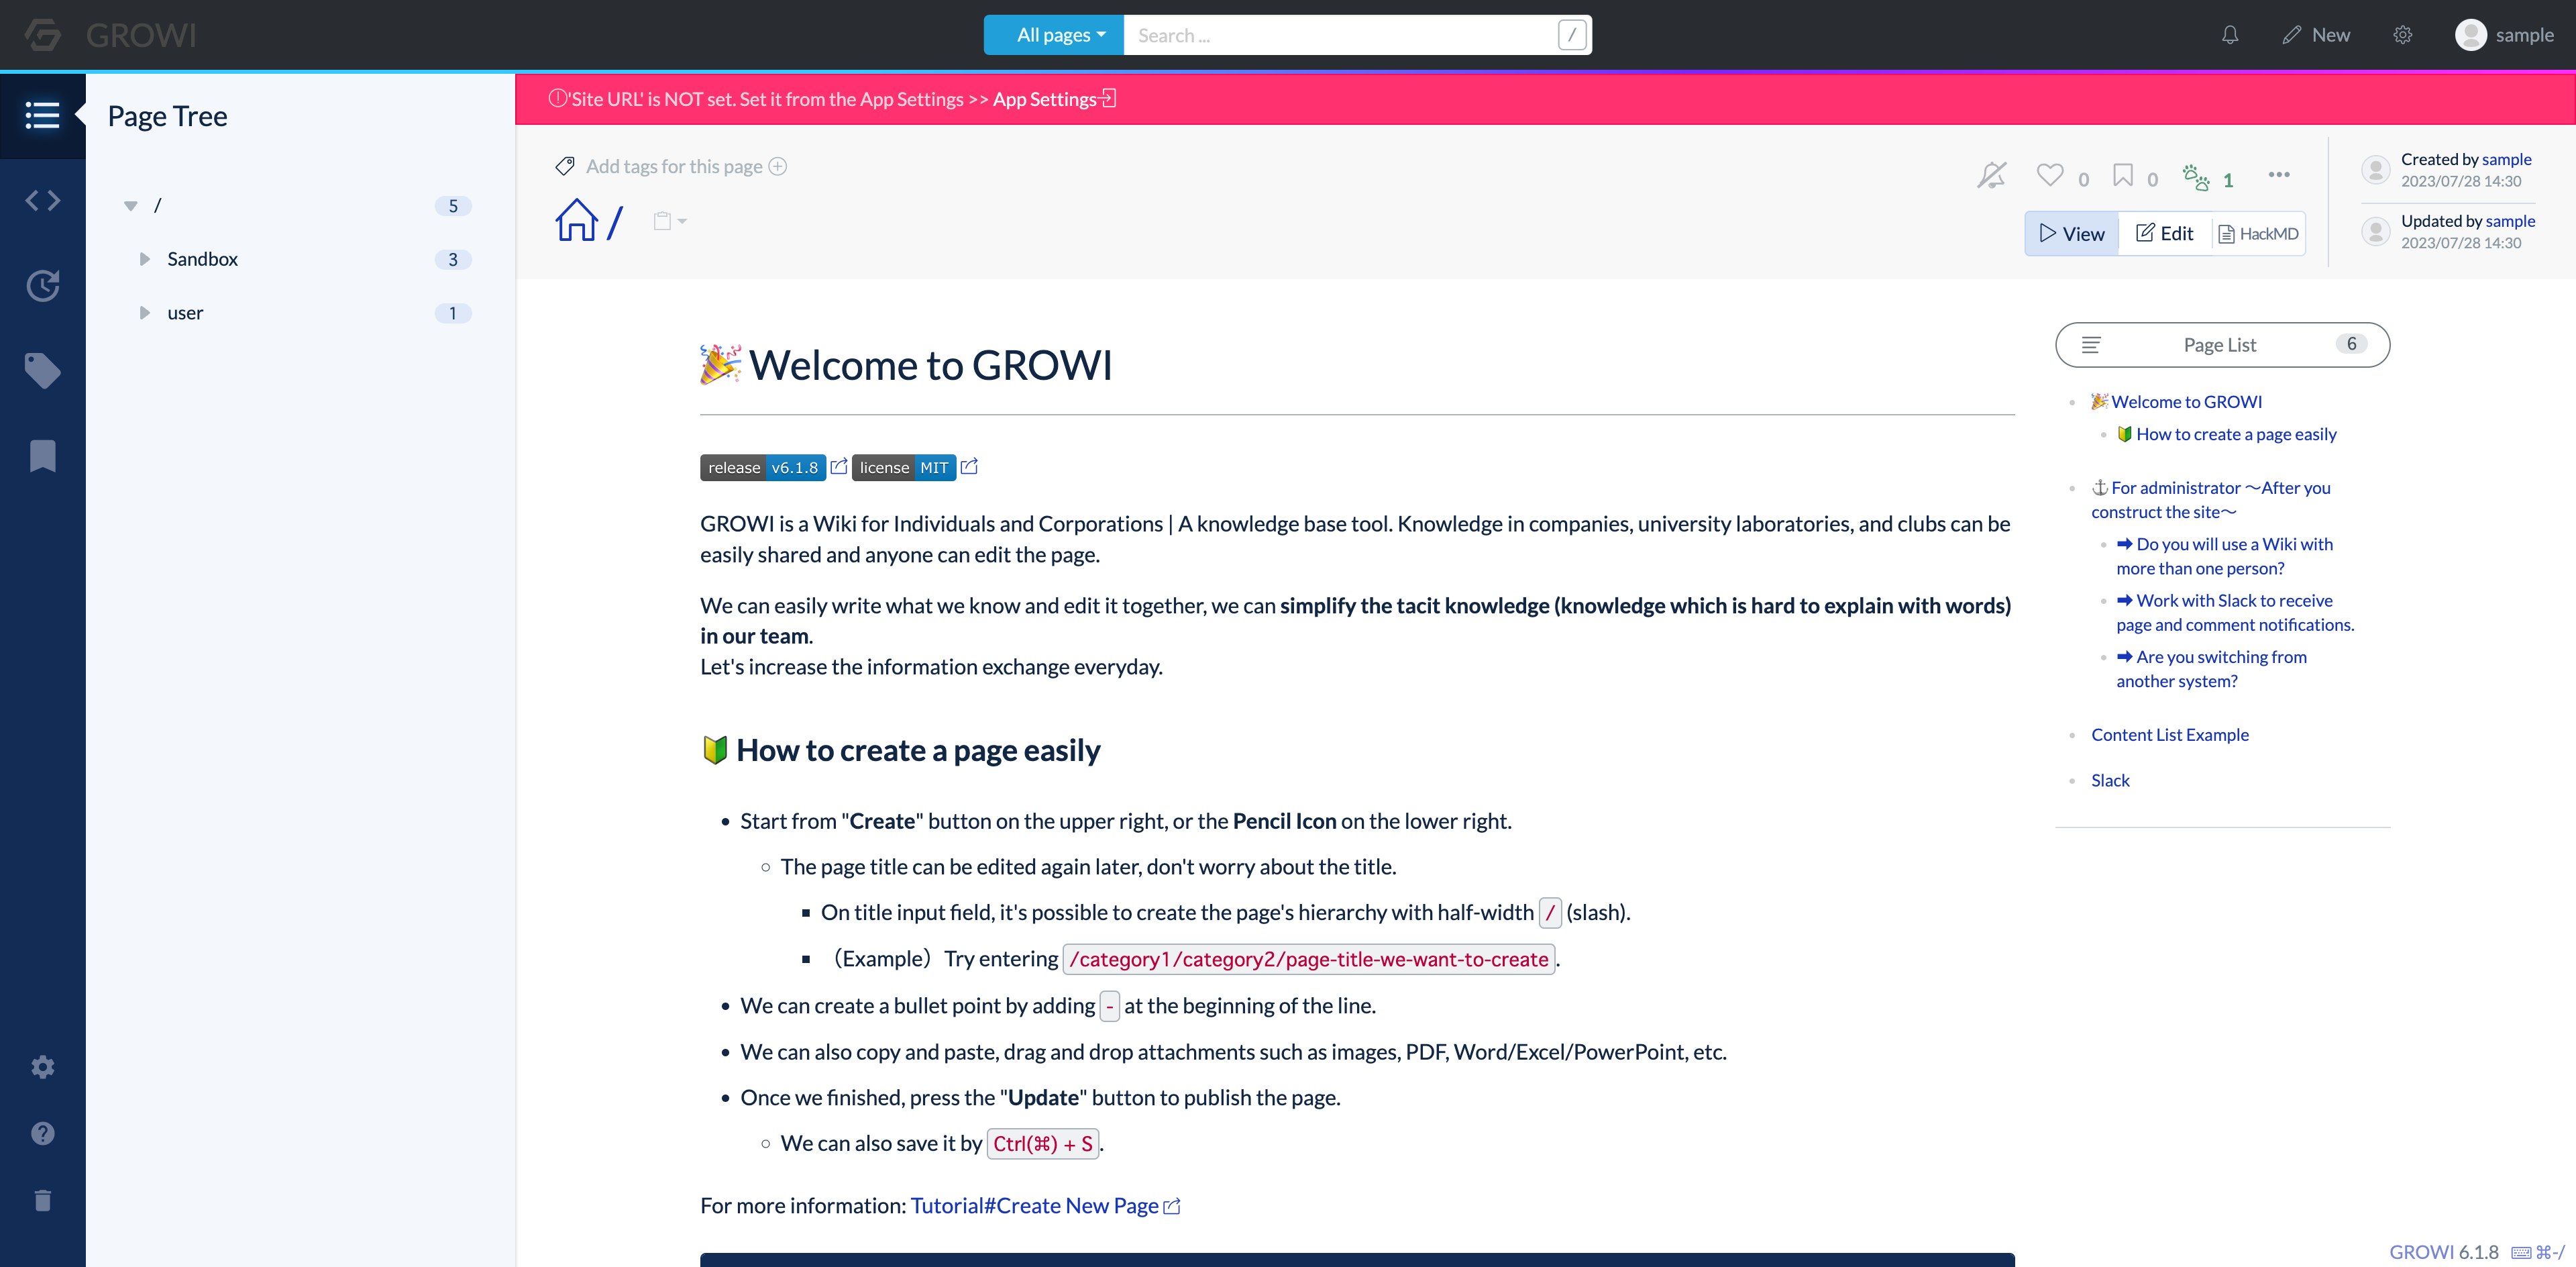 GROWI
All pages
Search ...
/
New
sample
Page Tree
/
5
Sandbox
3
user
1
'Site URL' is NOT set. Set it from the App Settings >> App Settings
Add tags for this page
/
0
0
1
View
Edit
HackMD
Created by sample
2023/07/28 14:30
Updated by sample
2023/07/28 14:30
🎉 Welcome to GROWI
release v6.1.8
license MIT
GROWI is a Wiki for Individuals and Corporations | A knowledge base tool. Knowledge in companies, university laboratories, and clubs can be
easily shared and anyone can edit the page.
We can easily write what we know and edit it together, we can simplify the tacit knowledge (knowledge which is hard to explain with words)
in our team.
Let's increase the information exchange everyday.
🔰 How to create a page easily
Start from "Create" button on the upper right, or the Pencil Icon on the lower right.
The page title can be edited again later, don't worry about the title.
On title input field, it's possible to create the page's hierarchy with half-width / (slash).
（Example）Try entering /category1/category2/page-title-we-want-to-create.
We can create a bullet point by adding - at the beginning of the line.
We can also copy and paste, drag and drop attachments such as images, PDF, Word/Excel/PowerPoint, etc.
Once we finished, press the "Update" button to publish the page.
We can also save it by Ctrl(⌘) + S.
For more information: Tutorial#Create New Page
Page List
6
🎉 Welcome to GROWI
🔰 How to create a page easily
⚓ For administrator 〜After you
construct the site〜
➡ Do you will use a Wiki with
more than one person?
➡ Work with Slack to receive
page and comment notifications.
➡ Are you switching from
another system?
Content List Example
Slack
GROWI 6.1.8
⌘-/